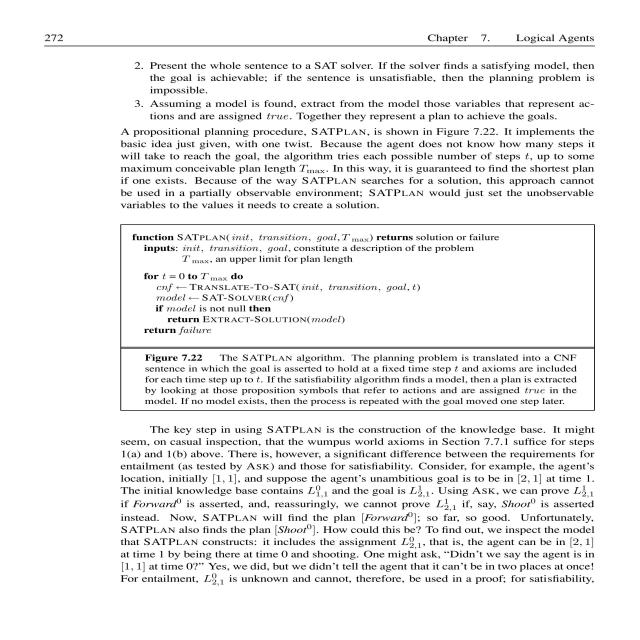 272 Chapter 7. Logical Agents
2. Present the whole sentence to a SAT solver. If the solver finds a satisfying model, then
the goal is achievable; if the sentence is unsatisfiable, then the planning problem is
impossible.
3. Assuming a model is found, extract from the model those variables that represent ac-
tions and are assigned true. Together they represent a plan to achieve the goals.
A propositional planning procedure, SATPLAN, is shown in Figure 7.22. It implements the
basic idea just given, with one twist. Because the agent does not know how many steps it
will take to reach the goal, the algorithm tries each possible number of steps t, up to some
maximum conceivable plan length T_max. In this way, it is guaranteed to find the shortest plan
if one exists. Because of the way SATPLAN searches for a solution, this approach cannot
be used in a partially observable environment; SATPLAN would just set the unobservable
variables to the values it needs to create a solution.
function SATPLAN( init, transition, goal, T_max) returns solution or failure
inputs: init, transition, goal, constitute a description of the problem
T_max, an upper limit for plan length
for t = 0 to T_max do
cnf ← TRANSLATE-TO-SAT( init, transition, goal, t)
model ← SAT-SOLVER(cnf)
if model is not null then
return EXTRACT-SOLUTION(model)
return failure
Figure 7.22 The SATPLAN algorithm. The planning problem is translated into a CNF
sentence in which the goal is asserted to hold at a fixed time step t and axioms are included
for each time step up to t. If the satisfiability algorithm finds a model, then a plan is extracted
by looking at those proposition symbols that refer to actions and are assigned true in the
model. If no model exists, then the process is repeated with the goal moved one step later.
The key step in using SATPLAN is the construction of the knowledge base. It might
seem, on casual inspection, that the wumpus world axioms in Section 7.7.1 suffice for steps
1(a) and 1(b) above. There is, however, a significant difference between the requirements for
entailment (as tested by ASK) and those for satisfiability. Consider, for example, the agent's
location, initially [1, 1], and suppose the agent's unambitious goal is to be in [2, 1] at time 1.
The initial knowledge base contains L^0_{1,1} and the goal is L^1_{2,1}. Using ASK, we can prove L^1_{2,1}
if Forward^0 is asserted, and, reassuringly, we cannot prove L^1_{2,1} if, say, Shoot^0 is asserted
instead. Now, SATPLAN will find the plan [Forward^0]; so far, so good. Unfortunately,
SATPLAN also finds the plan [Shoot^0]. How could this be? To find out, we inspect the model
that SATPLAN constructs: it includes the assignment L^0_{2,1}, that is, the agent can be in [2, 1]
at time 1 by being there at time 0 and shooting. One might ask, "Didn't we say the agent is in
[1, 1] at time 0?" Yes, we did, but we didn't tell the agent that it can't be in two places at once!
For entailment, L^0_{2,1} is unknown and cannot, therefore, be used in a proof; for satisfiability,